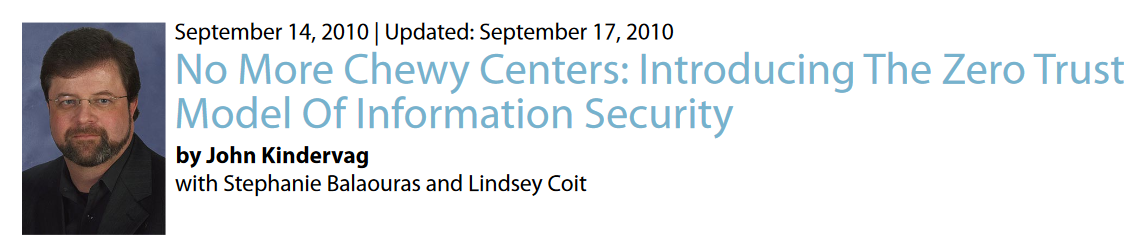 September 14, 2010 | Updated: September 17, 2010
No More Chewy Centers: Introducing The Zero Trust
Model Of Information Security
by John Kindervag
with Stephanie Balaouras and Lindsey Coit